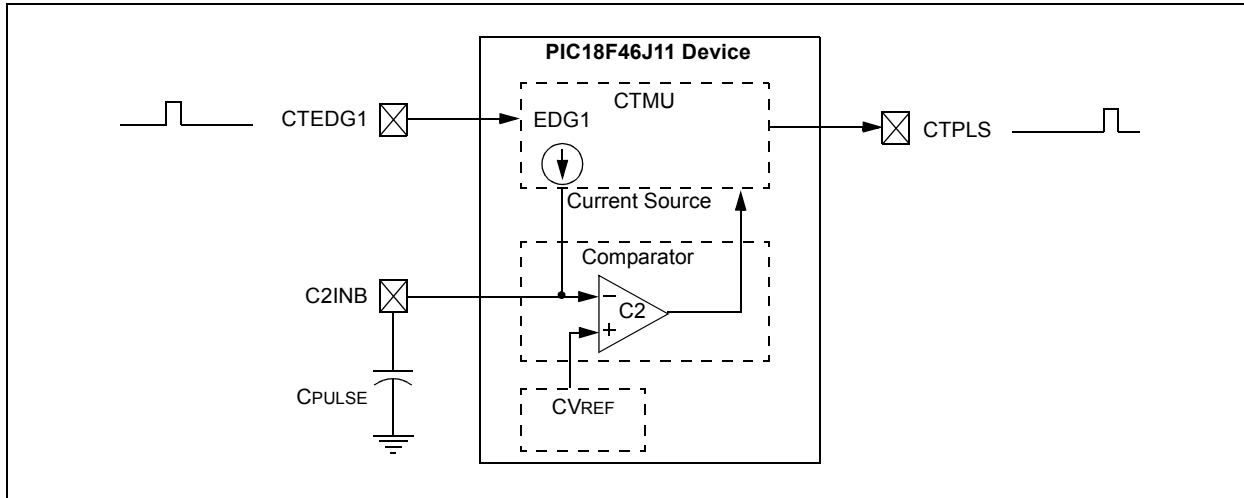 PIC18F46J11 Device
CTMU
CTEDG1
EDG1
CTPLS
Current Source
Comparator
C2INB
−
C2
+
CPULSE
CVREF